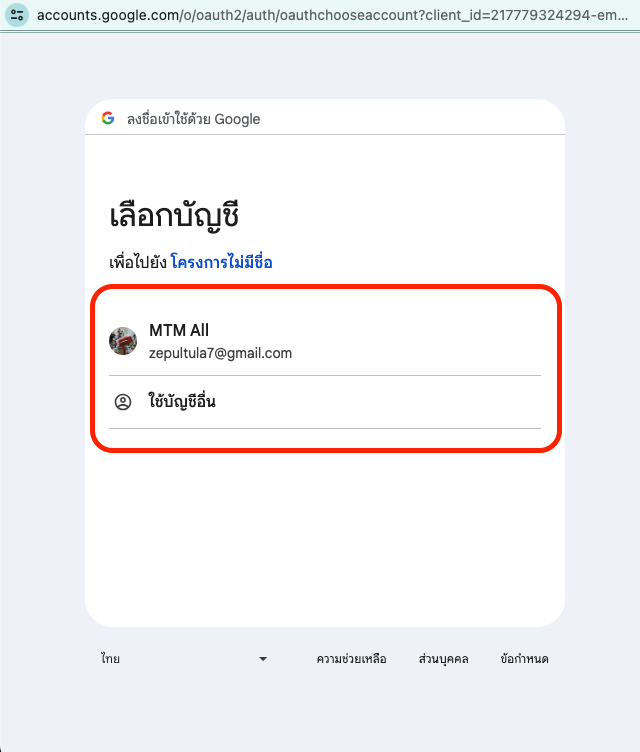 accounts.google.com/o/oauth2/auth/oauthchooseaccount?client_id=217779324294-em...
ลงชื่อเข้าใช้ด้วย Google
เลือกบัญชี
เพื่อไปยัง โครงการไม่มีชื่อ
MTM All
zepultula7@gmail.com
ใช้บัญชีอื่น
ไทย ความช่วยเหลือ ส่วนบุคคล ข้อกำหนด